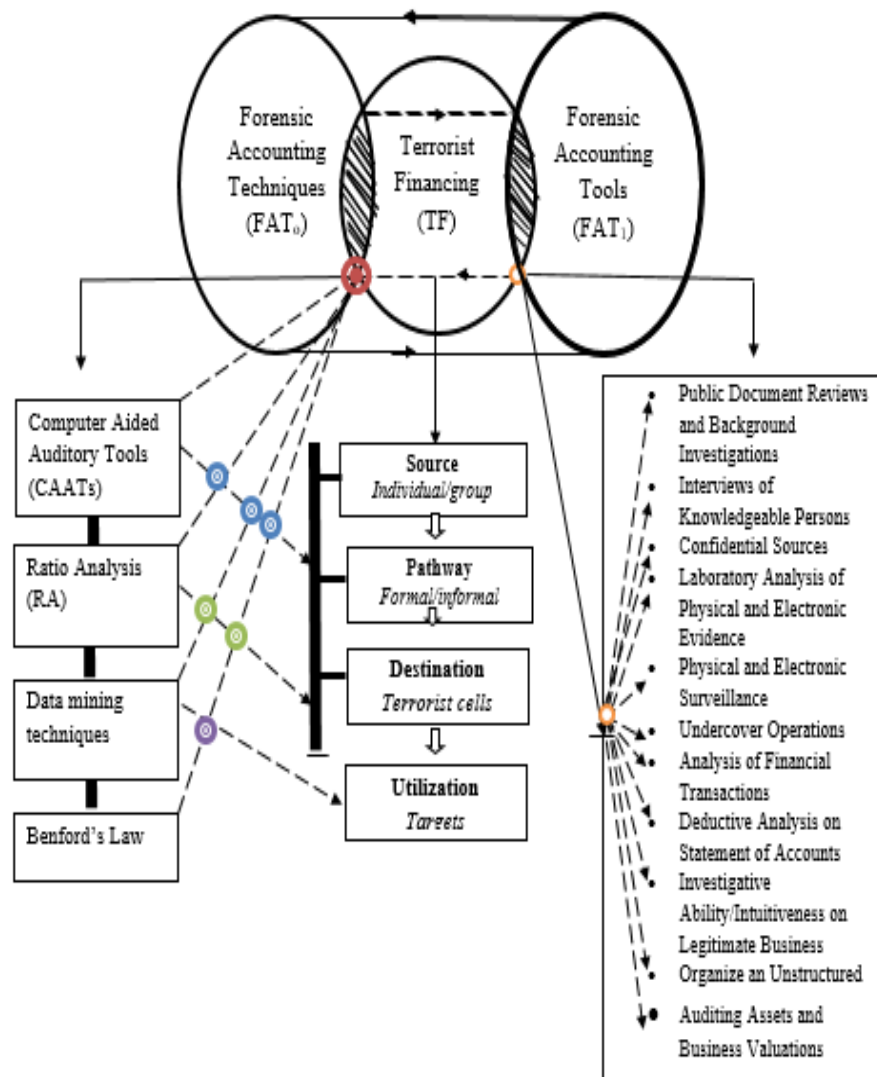 Forensic
Accounting
Techniques
(FATₒ)
Terrorist
Financing
(TF)
Forensic
Accounting
Tools
(FAT₁)
Computer Aided
Auditory Tools
(CAATs)
Ratio Analysis
(RA)
Data mining
techniques
Benford's Law
Source
Individual/group
Pathway
Formal/informal
Destination
Terrorist cells
Utilization
Targets
• Public Document Reviews
and Background
Investigations
• Interviews of
Knowledgeable Persons
• Confidential Sources
• Laboratory Analysis of
Physical and Electronic
Evidence
• Physical and Electronic
Surveillance
• Undercover Operations
• Analysis of Financial
Transactions
• Deductive Analysis on
Statement of Accounts
• Investigative
Ability/Intuitiveness on
Legitimate Business
• Organize an Unstructured
• Auditing Assets and
Business Valuations